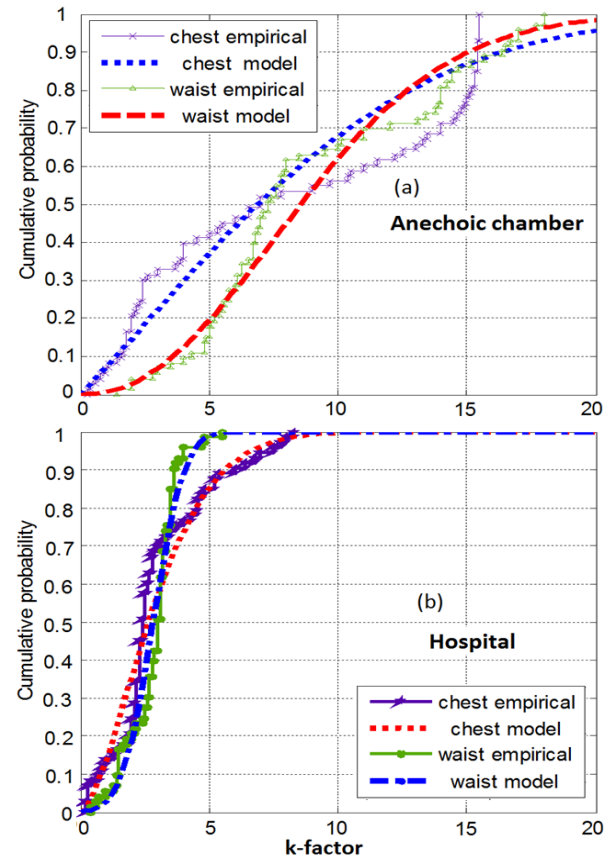 1
0.9
0.8
0.7
0.6
0.5
0.4
0.3
0.2
0.1
0
Cumulative probability
chest empirical
chest model
waist empirical
waist model
(a)
Anechoic chamber
0 5 10 15 20
1
0.9
0.8
0.7
0.6
0.5
0.4
0.3
0.2
0.1
0
Cumulative probability
(b)
Hospital
chest empirical
chest model
waist empirical
waist model
0 5 10 15 20
k-factor